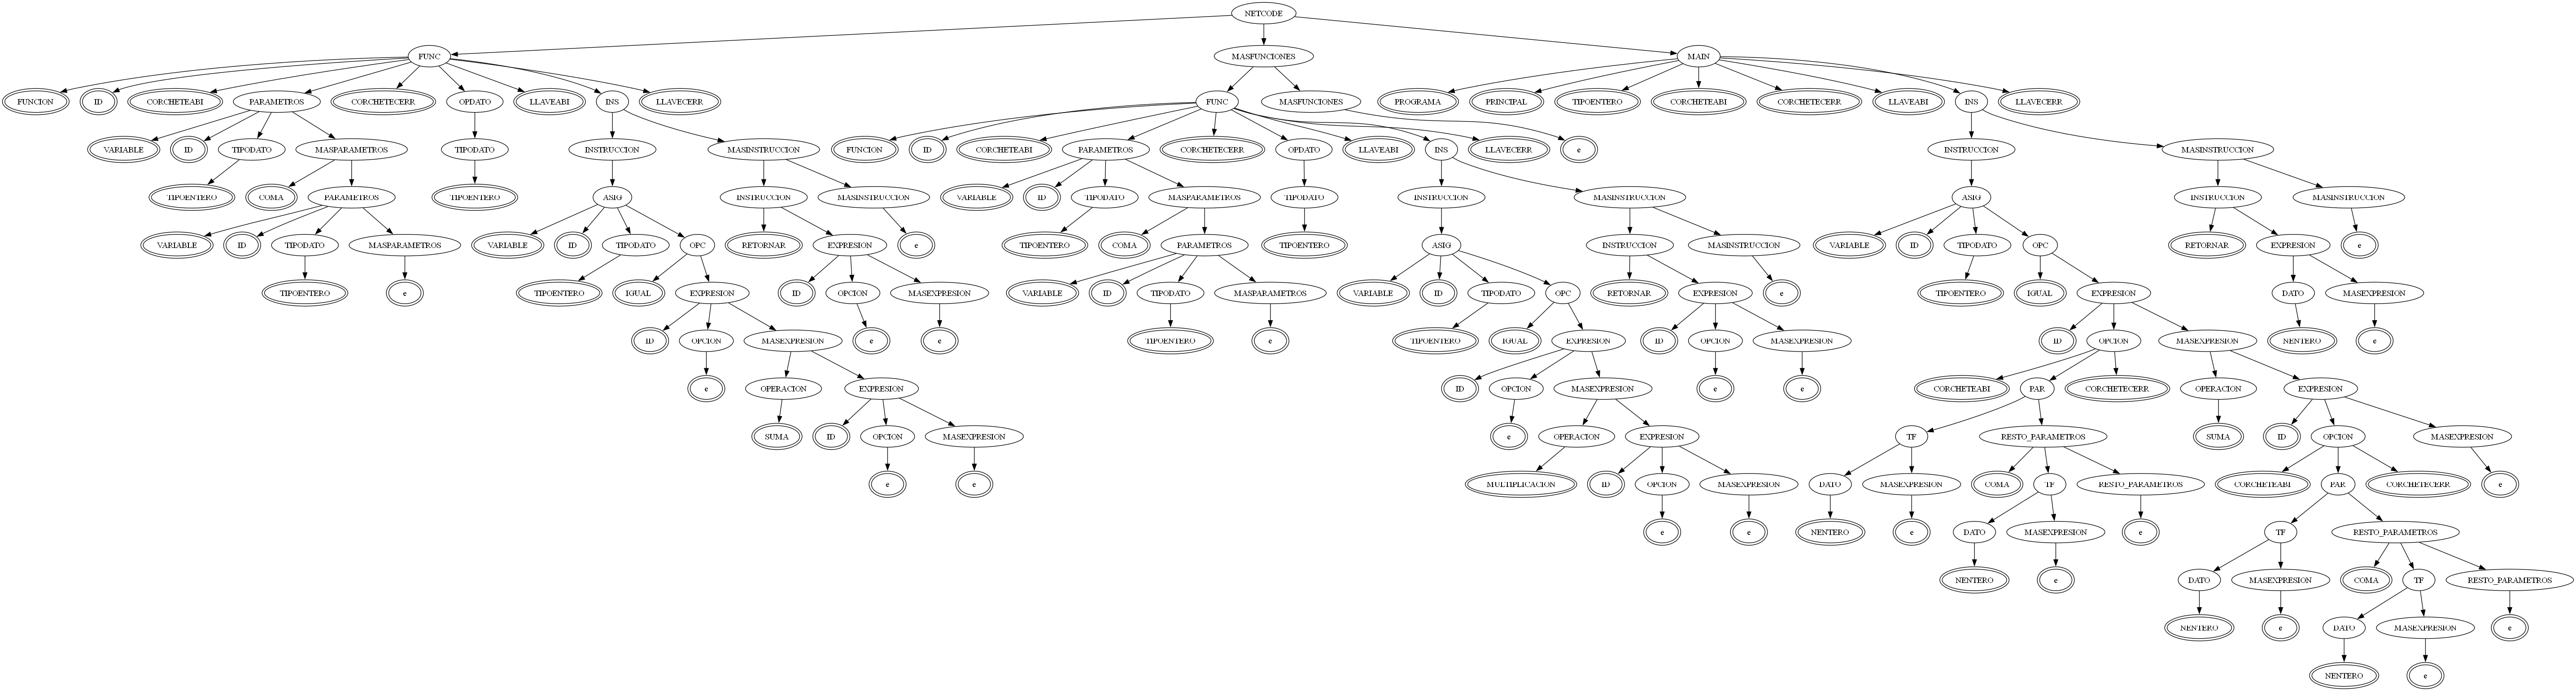 NETCODE
FUNC MASFUNCIONES MAIN
FUNCION ID CORCHETEABI PARAMETROS CORCHETECERR OPDATO LLAVEABI INS LLAVECERR FUNC MASFUNCIONES PROGRAMA PRINCIPAL TIPOENTERO CORCHETEABI CORCHETECERR LLAVEABI INS LLAVECERR
VARIABLE ID TIPODATO MASPARAMETROS TIPODATO INSTRUCCION MASINSTRUCCION FUNCION ID CORCHETEABI PARAMETROS CORCHETECERR OPDATO LLAVEABI INS LLAVECERR e INSTRUCCION MASINSTRUCCION
TIPOENTERO COMA PARAMETROS TIPOENTERO ASIG INSTRUCCION MASINSTRUCCION VARIABLE ID TIPODATO MASPARAMETROS TIPODATO INSTRUCCION MASINSTRUCCION ASIG INSTRUCCION MASINSTRUCCION
VARIABLE ID TIPODATO MASPARAMETROS VARIABLE ID TIPODATO OPC RETORNAR EXPRESION e TIPOENTERO COMA PARAMETROS TIPOENTERO ASIG INSTRUCCION MASINSTRUCCION VARIABLE ID TIPODATO OPC RETORNAR EXPRESION e
TIPOENTERO e TIPOENTERO IGUAL EXPRESION ID OPCION MASEXPRESION VARIABLE ID TIPODATO MASPARAMETROS VARIABLE ID TIPODATO OPC RETORNAR EXPRESION e TIPOENTERO IGUAL EXPRESION DATO MASEXPRESION
ID OPCION MASEXPRESION e e TIPOENTERO e TIPOENTERO IGUAL EXPRESION ID OPCION MASEXPRESION ID OPCION MASEXPRESION NENTERO e
e OPERACION EXPRESION ID OPCION MASEXPRESION e e CORCHETEABI PAR CORCHETECERR OPERACION EXPRESION
SUMA ID OPCION MASEXPRESION e OPERACION EXPRESION TF RESTO_PARAMETROS SUMA ID OPCION MASEXPRESION
e e MULTIPLICACION ID OPCION MASEXPRESION DATO MASEXPRESION COMA TF RESTO_PARAMETROS CORCHETEABI PAR CORCHETECERR e
e e NENTERO e DATO MASEXPRESION e TF RESTO_PARAMETROS
NENTERO e DATO MASEXPRESION COMA TF RESTO_PARAMETROS
NENTERO e DATO MASEXPRESION e
NENTERO e